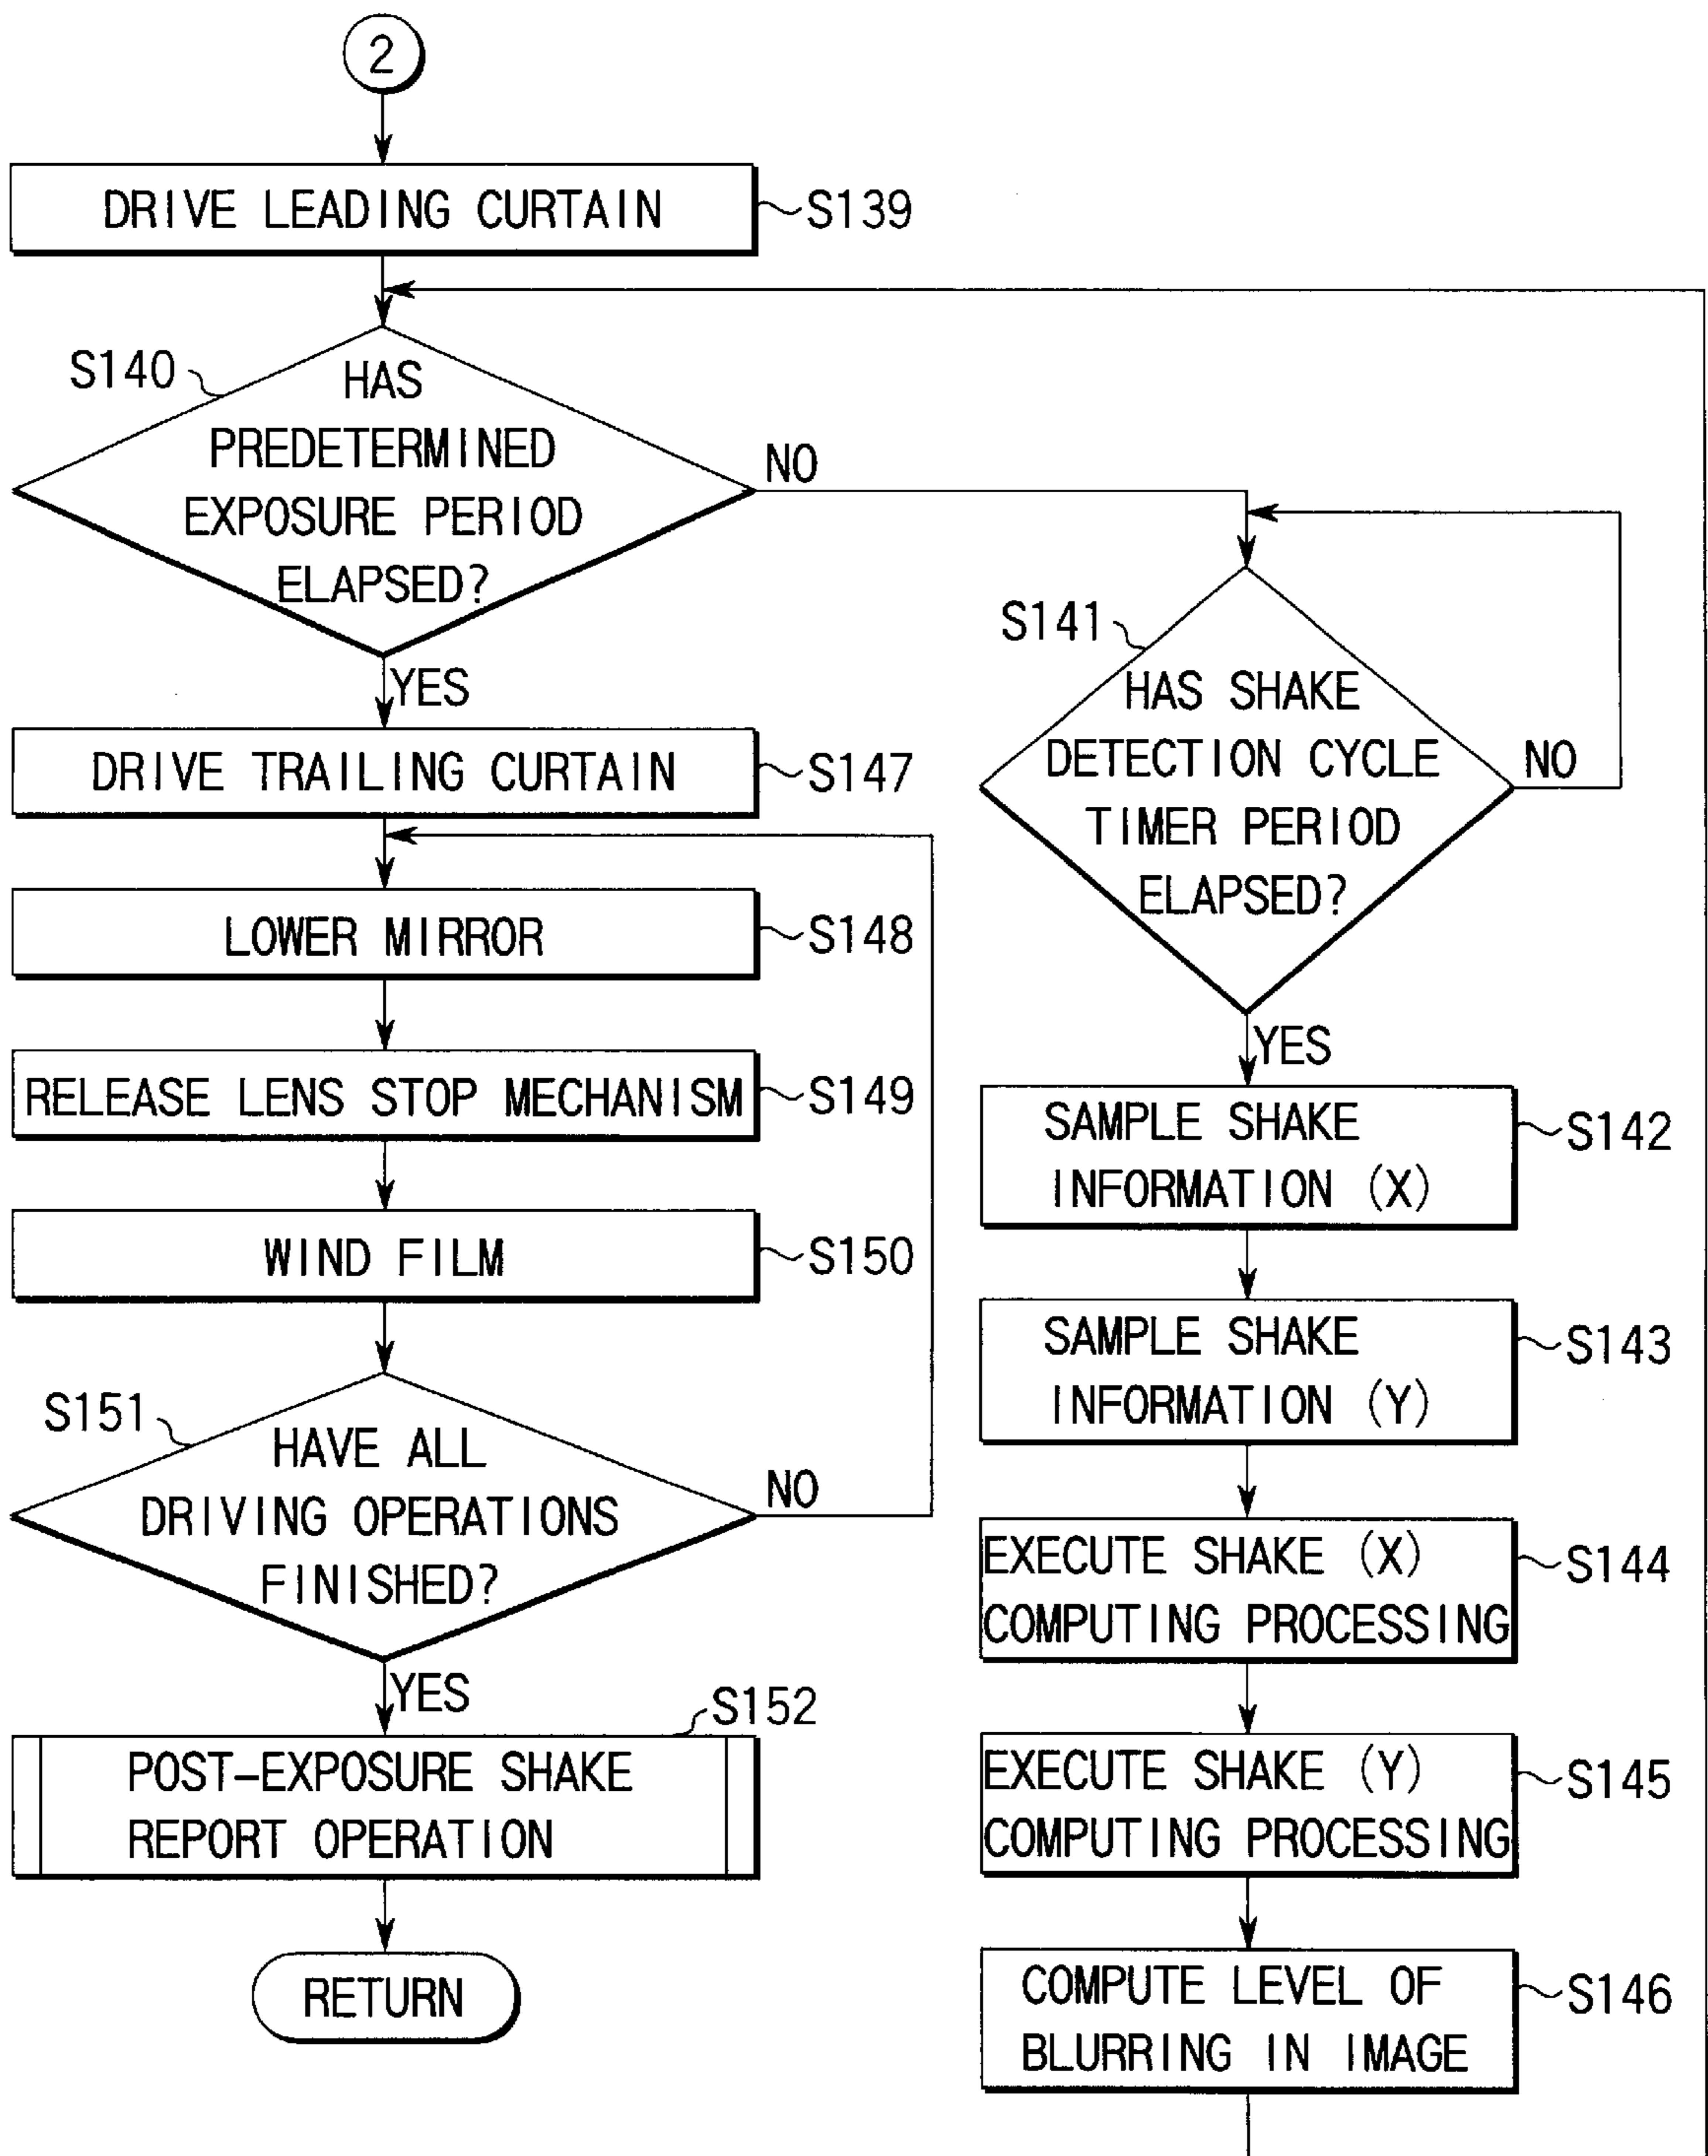 2
DRIVE LEADING CURTAIN
S139
S140
HAS
PREDETERMINED
EXPOSURE PERIOD
ELAPSED?
NO
YES
DRIVE TRAILING CURTAIN
S147
LOWER MIRROR
S148
RELEASE LENS STOP MECHANISM
S149
WIND FILM
S150
S151
HAVE ALL
DRIVING OPERATIONS
FINISHED?
NO
YES
S152
POST-EXPOSURE SHAKE
REPORT OPERATION
RETURN
S141
HAS SHAKE
DETECTION CYCLE
TIMER PERIOD
ELAPSED?
NO
YES
SAMPLE SHAKE
INFORMATION (X)
S142
SAMPLE SHAKE
INFORMATION (Y)
S143
EXECUTE SHAKE (X)
COMPUTING PROCESSING
S144
EXECUTE SHAKE (Y)
COMPUTING PROCESSING
S145
COMPUTE LEVEL OF
BLURRING IN IMAGE
S146